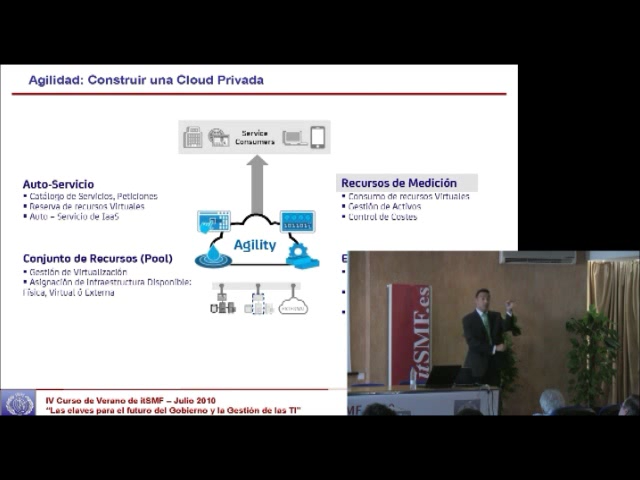 Agilidad: Construir una Cloud Privada
Service
Consumers
Auto-Servicio
Catálogo de Servicios, Peticiones
Reserva de recursos Virtuales
Auto – Servicio de IaaS
Recursos de Medición
Consumo de recursos Virtuales
Gestión de Activos
Control de Costes
Agility
Conjunto de Recursos (Pool)
Gestión de Virtualización
Asignación de Infraestructura Disponible:
Física, Virtual ó Externa
E
itSMF.es
IV Curso de Verano de itSMF – Julio 2010
“Las claves para el futuro del Gobierno y la Gestión de las TI”